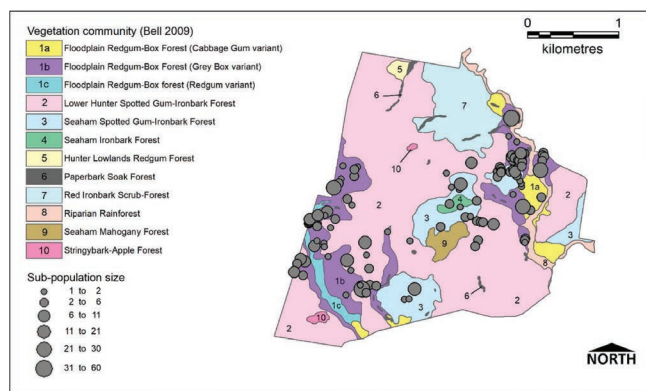 Vegetation community (Bell 2009)
1a Floodplain Redgum-Box Forest (Cabbage Gum variant)
1b Floodplain Redgum-Box Forest (Grey Box variant)
1c Floodplain Redgum-Box forest (Redgum variant)
2 Lower Hunter Spotted Gum-Ironbark Forest
3 Seaham Spotted Gum-Ironbark Forest
4 Seaham Ironbark Forest
5 Hunter Lowlands Redgum Forest
6 Paperbark Soak Forest
7 Red Ironbark Scrub-Forest
8 Riparian Rainforest
9 Seaham Mahogany Forest
10 Stringybark-Apple Forest
Sub-population size
1 to 2
2 to 6
6 to 11
11 to 21
21 to 30
31 to 60
0 1
kilometres
5
6
7
10
2
1a
2
3
4
3
9
8
1b
1c
3
6
2
10
2
NORTH